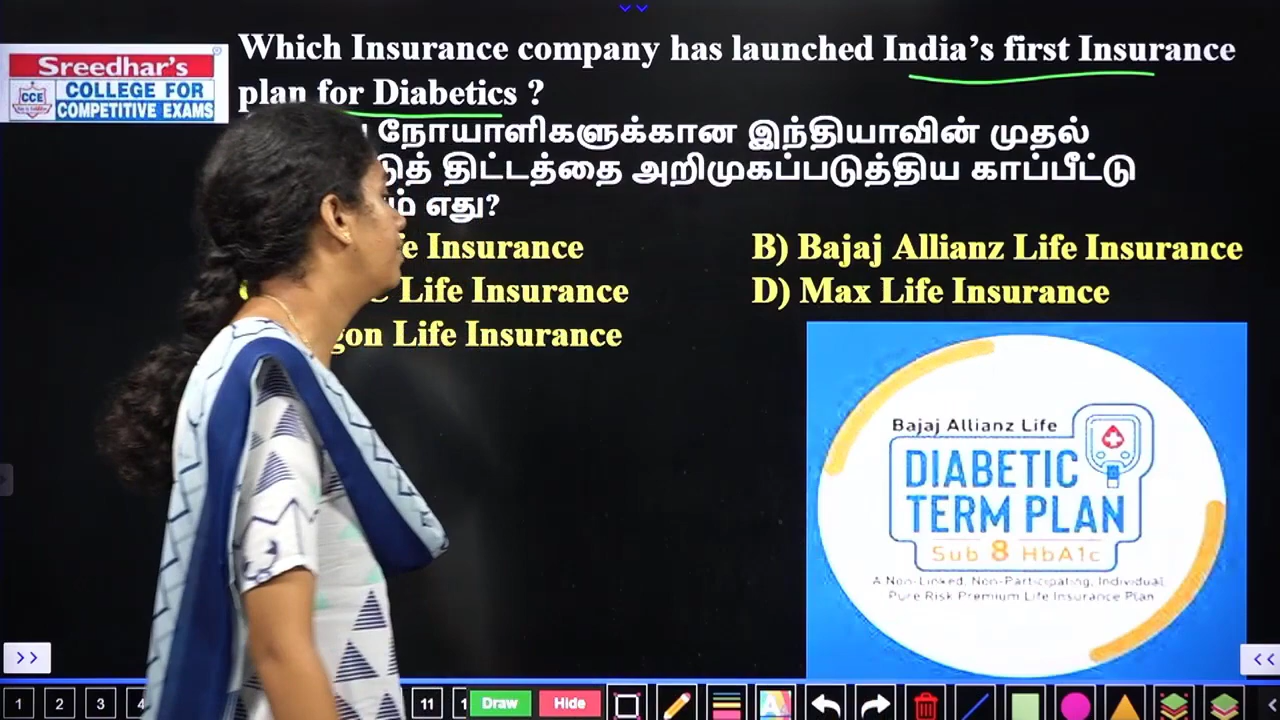 Which Insurance company has launched India's first Insurance
plan for Diabetics ?
நோயாளிகளுக்கான இந்தியாவின் முதல்
திட்டத்தை அறிமுகப்படுத்திய காப்பீட்டு
எது?
Insurance
B) Bajaj Allianz Life Insurance
Life Insurance
D) Max Life Insurance
Life Insurance
Sreedhar's
CCE
COLLEGE FOR
COMPETITIVE EXAMS
Bajaj Allianz Life
DIABETIC
TERM PLAN
Sub 8 HbA1c
A Non-Linked, Non-Participating, Individual,
Pure Risk Premium Life Insurance Plan
>>
<<
1 2 3 4 11 Draw Hide